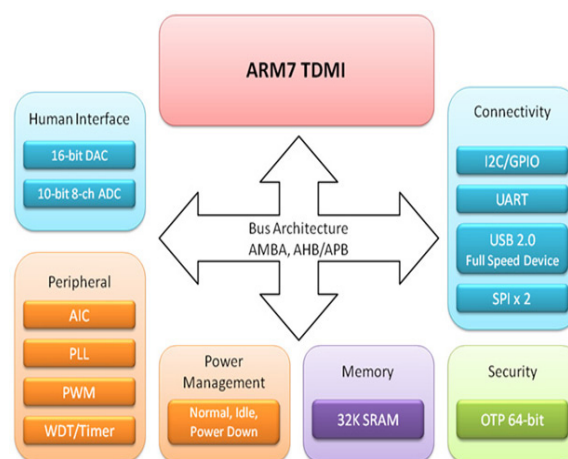 ARM7 TDMI
Human Interface
16-bit DAC
10-bit 8-ch ADC
Connectivity
I2C/GPIO
UART
USB 2.0
Full Speed Device
SPI x 2
Bus Architecture
AMBA, AHB/APB
Peripheral
AIC
PLL
PWM
WDT/Timer
Power
Management
Normal, Idle,
Power Down
Memory
32K SRAM
Security
OTP 64-bit